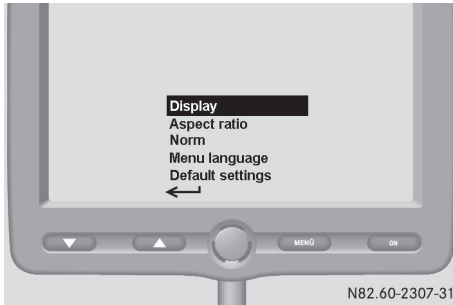 Display
Aspect ratio
Norm
Menu language
Default settings
MENÜ
ON
N82.60-2307-31